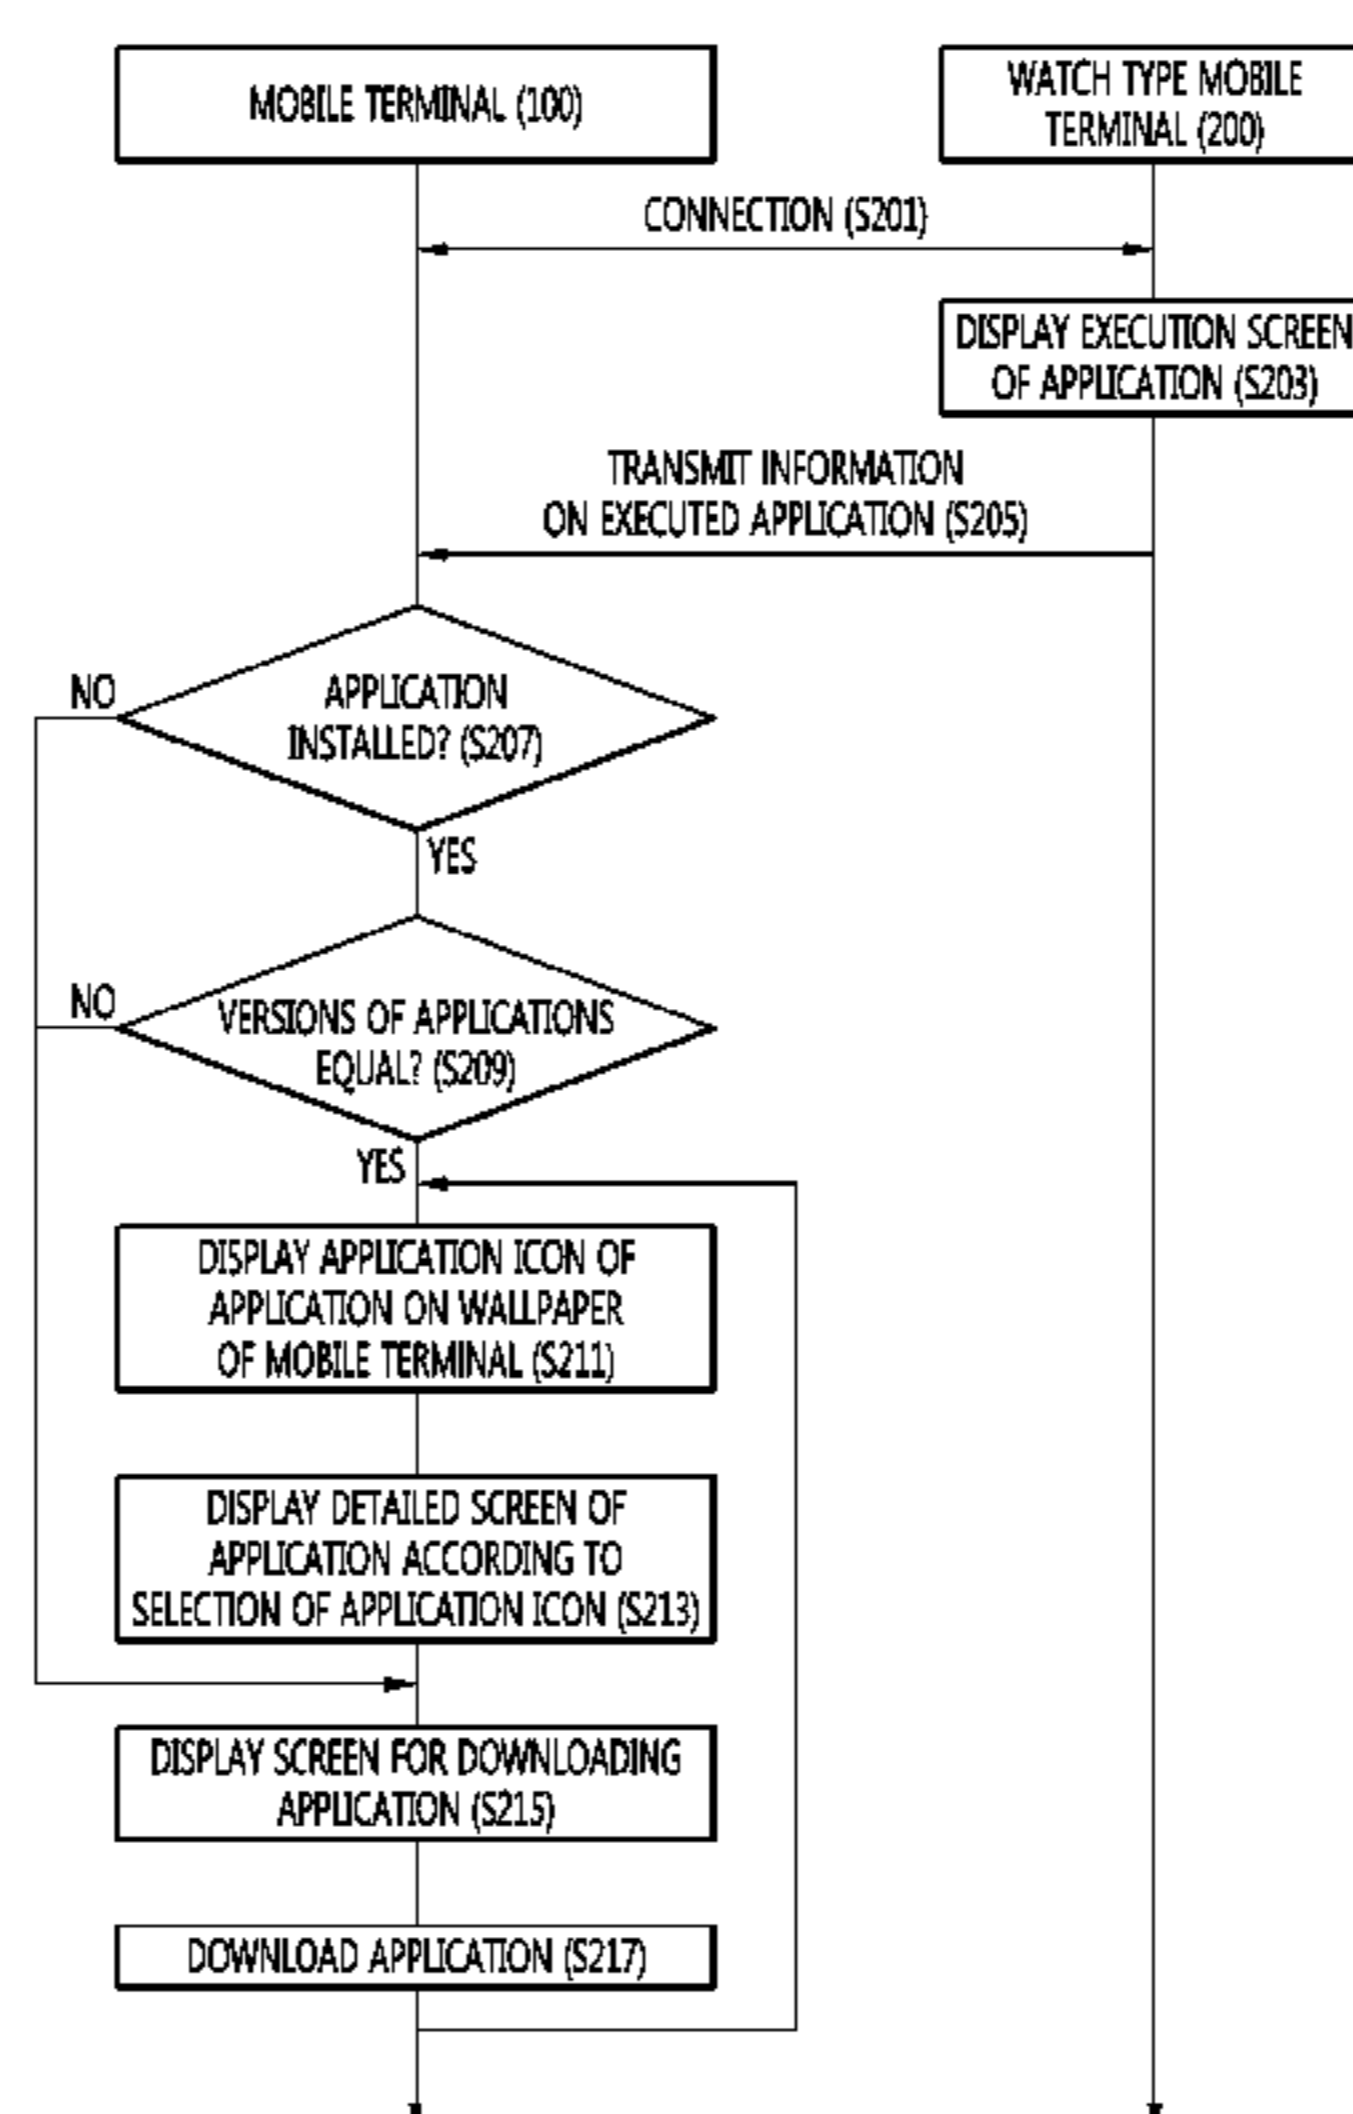 MOBILE TERMINAL (100)
WATCH TYPE MOBILE
TERMINAL (200)
CONNECTION (S201)
DISPLAY EXECUTION SCREEN
OF APPLICATION (S203)
TRANSMIT INFORMATION
ON EXECUTED APPLICATION (S205)
NO
APPLICATION
INSTALLED? (S207)
YES
NO
VERSIONS OF APPLICATIONS
EQUAL? (S209)
YES
DISPLAY APPLICATION ICON OF
APPLICATION ON WALLPAPER
OF MOBILE TERMINAL (S211)
DISPLAY DETAILED SCREEN OF
APPLICATION ACCORDING TO
SELECTION OF APPLICATION ICON (S213)
DISPLAY SCREEN FOR DOWNLOADING
APPLICATION (S215)
DOWNLOAD APPLICATION (S217)